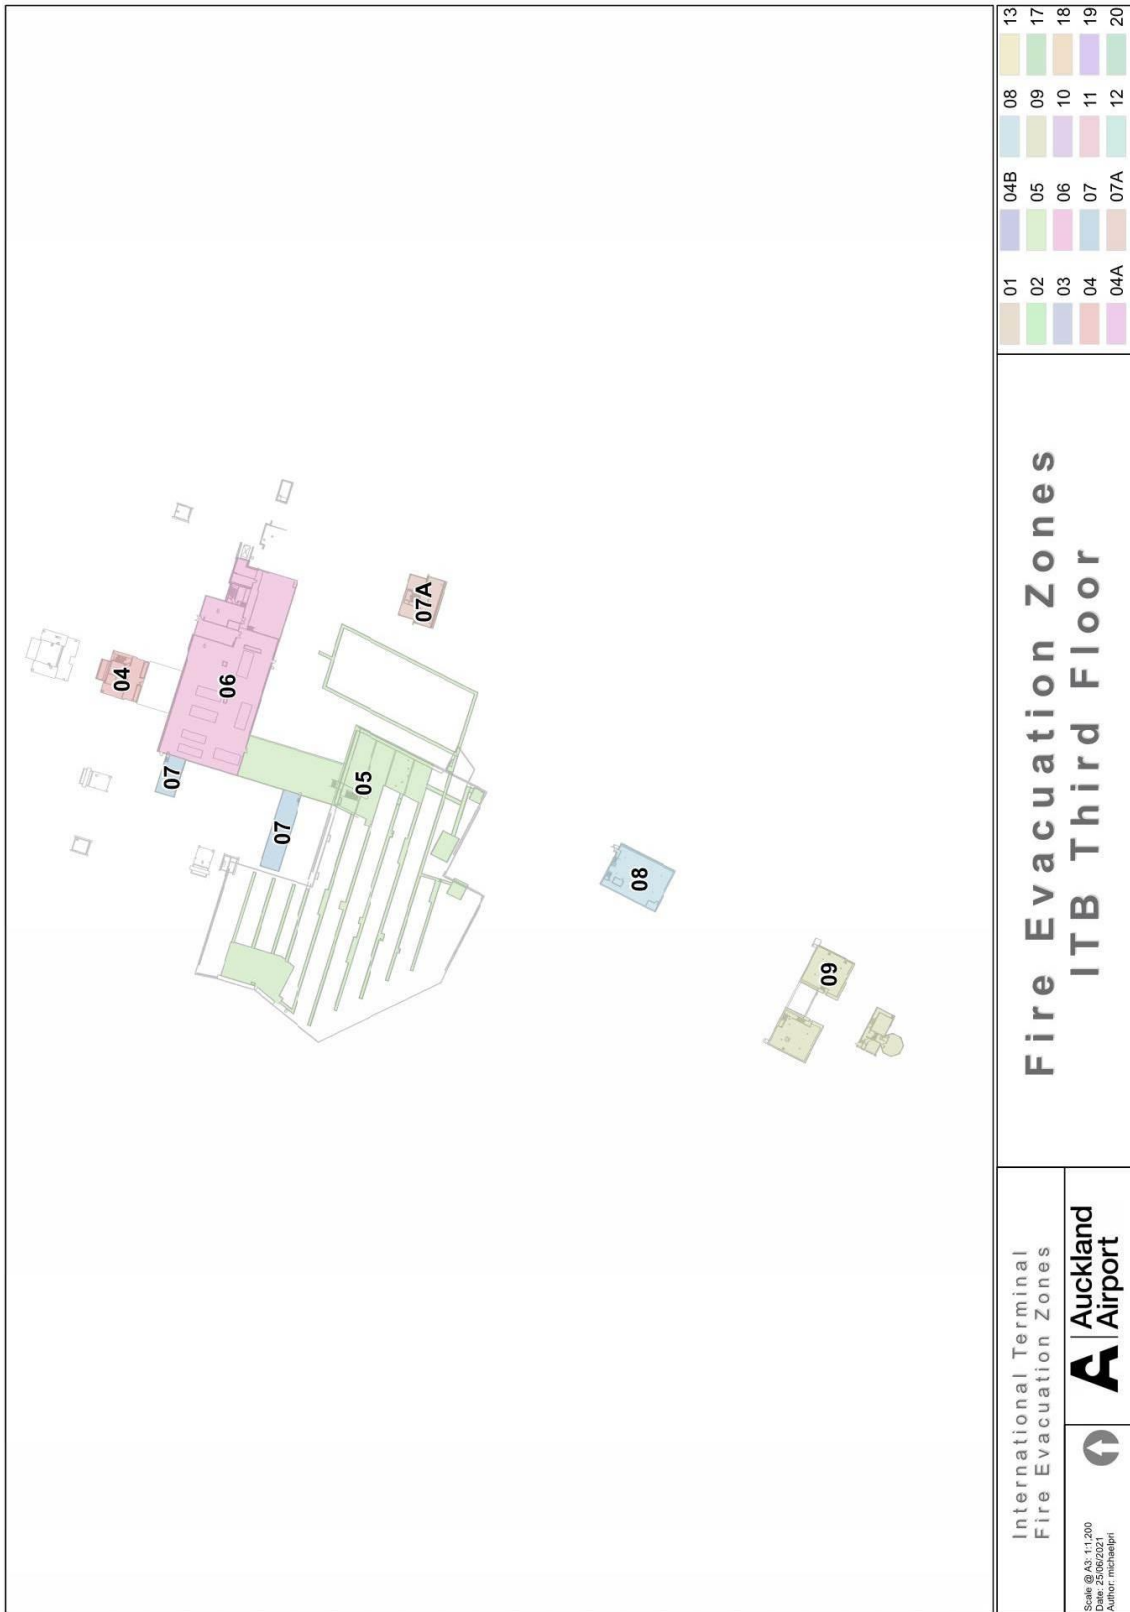 04
07
06
07
05
07A
08
09
International Terminal
Fire Evacuation Zones
Scale @ A3: 1:1,200
Date: 25/06/2021
Author: michaelpri
A Auckland
Airport
Fire Evacuation Zones
ITB Third Floor
01 04B 08 13
02 05 09 17
03 06 10 18
04 07 11 19
04A 07A 12 20